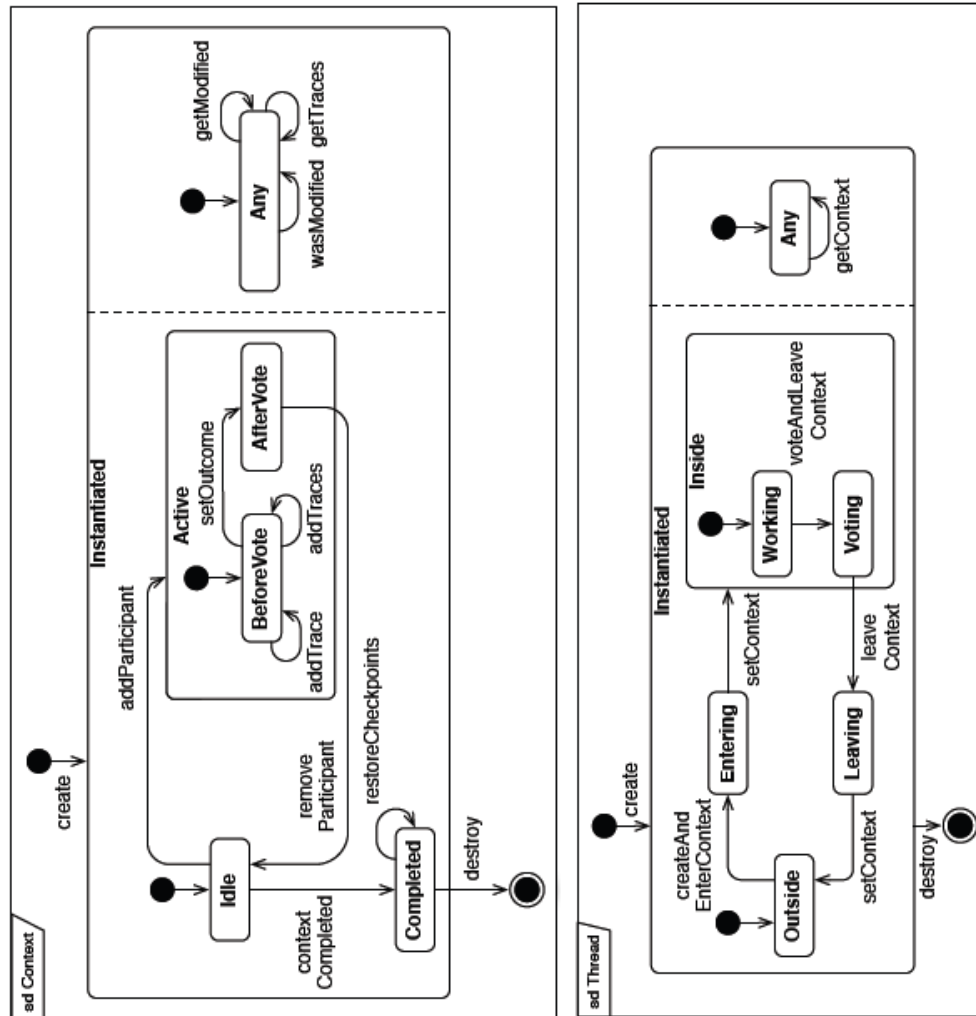 sd Context
create
Instantiated
addParticipant
Idle
context
Completed
remove
Participant
Completed
restoreCheckpoints
destroy
Active
setOutcome
BeforeVote
AfterVote
addTrace
addTraces
getModified
Any
wasModified
getTraces
sd Thread
create
Instantiated
createAnd
EnterContext
Outside
Entering
setContext
Inside
Working
voteAndLeave
Context
Voting
leave
Context
Leaving
setContext
destroy
Any
getContext